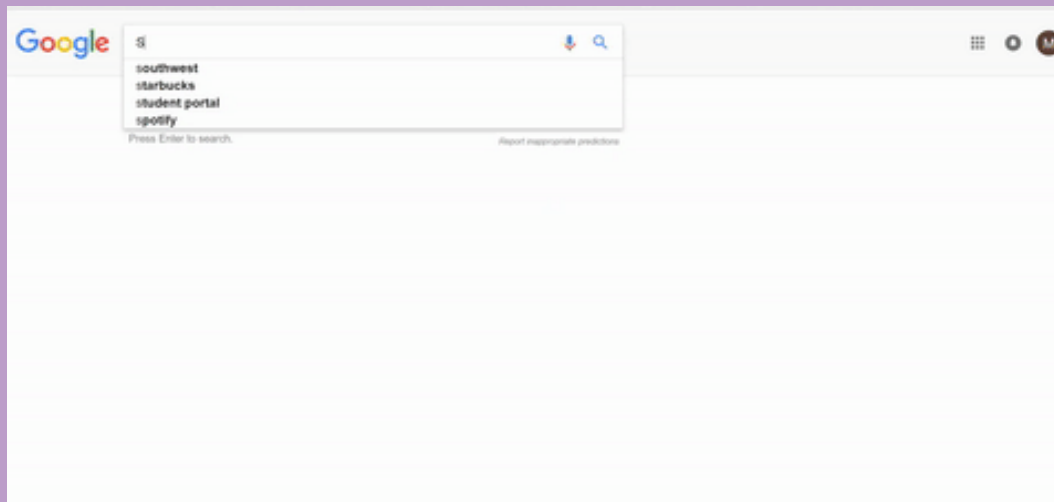 Google
s
southwest
starbucks
student portal
spotify
Press Enter to search.
Report inappropriate predictions
M